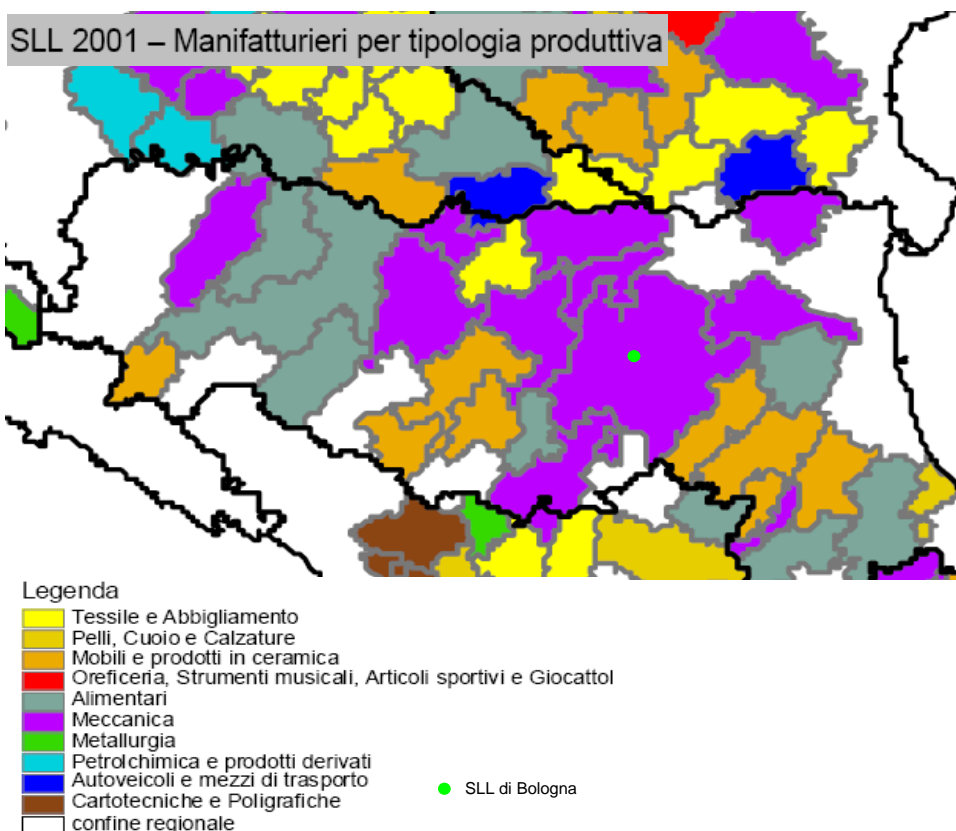 SLL 2001 – Manifatturieri per tipologia produttiva
Legenda
Tessile e Abbigliamento
Pelli, Cuoio e Calzature
Mobili e prodotti in ceramica
Oreficeria, Strumenti musicali, Articoli sportivi e Giocattol
Alimentari
Meccanica
Metallurgia
Petrolchimica e prodotti derivati
Autoveicoli e mezzi di trasporto
Cartotecniche e Poligrafiche
confine regionale
SLL di Bologna